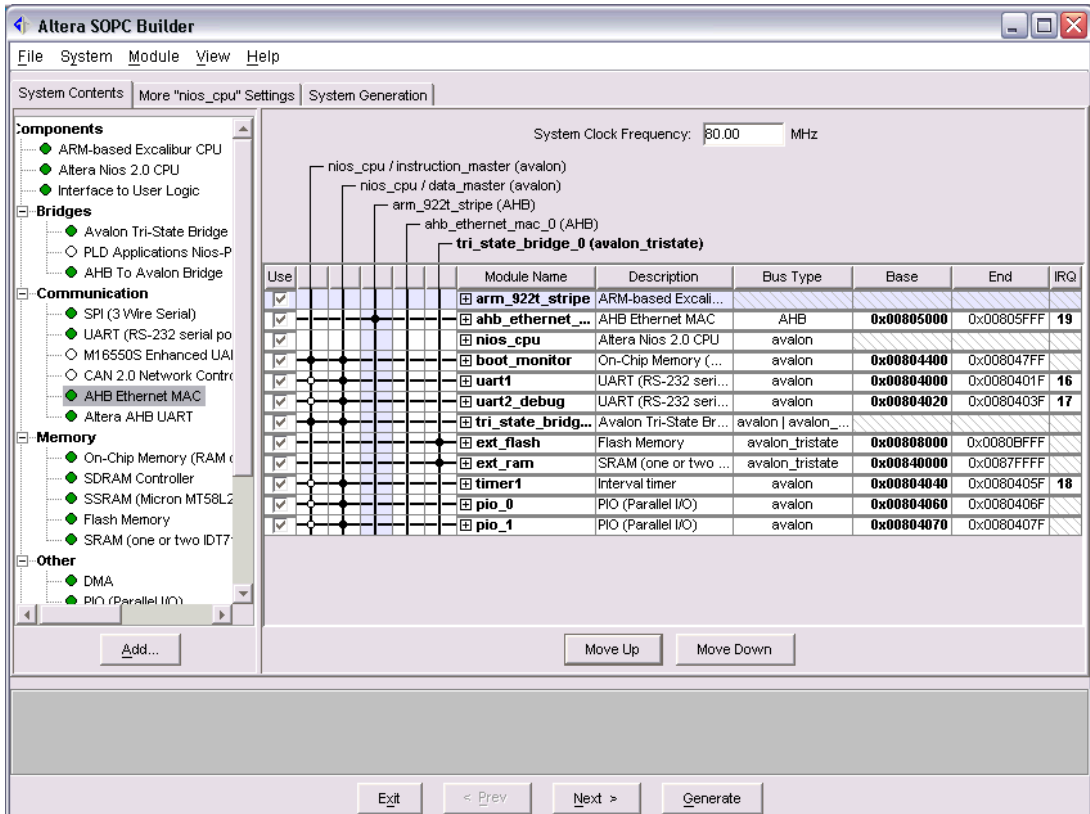 Altera SOPC Builder
File System Module View Help
System Contents More "nios_cpu" Settings System Generation
Components
ARM-based Excalibur CPU
Altera Nios 2.0 CPU
Interface to User Logic
Bridges
Avalon Tri-State Bridge
PLD Applications Nios-P
AHB To Avalon Bridge
Communication
SPI (3 Wire Serial)
UART (RS-232 serial po
M16550S Enhanced UAI
CAN 2.0 Network Contro
AHB Ethernet MAC
Altera AHB UART
Memory
On-Chip Memory (RAM o
SDRAM Controller
SSRAM (Micron MT58L2
Flash Memory
SRAM (one or two IDT7
Other
DMA
PIO (Parallel I/O)
Add...
System Clock Frequency: 80.00 MHz
nios_cpu / instruction_master (avalon)
nios_cpu / data_master (avalon)
arm_922t_stripe (AHB)
ahb_ethernet_mac_0 (AHB)
tri_state_bridge_0 (avalon_tristate)
Use Module Name Description Bus Type Base End IRQ
arm_922t_stripe ARM-based Excali...
ahb_ethernet_... AHB Ethernet MAC AHB 0x00805000 0x00805FFF 19
nios_cpu Altera Nios 2.0 CPU avalon
boot_monitor On-Chip Memory (... avalon 0x00804400 0x008047FF
uart1 UART (RS-232 seri... avalon 0x00804000 0x0080401F 16
uart2_debug UART (RS-232 seri... avalon 0x00804020 0x0080403F 17
tri_state_bridg... Avalon Tri-State Br... avalon | avalon_...
ext_flash Flash Memory avalon_tristate 0x00808000 0x0080BFFF
ext_ram SRAM (one or two ... avalon_tristate 0x00840000 0x0087FFFF
timer1 Interval timer avalon 0x00804040 0x0080405F 18
pio_0 PIO (Parallel I/O) avalon 0x00804060 0x0080406F
pio_1 PIO (Parallel I/O) avalon 0x00804070 0x0080407F
Move Up Move Down
Exit < Prev Next > Generate